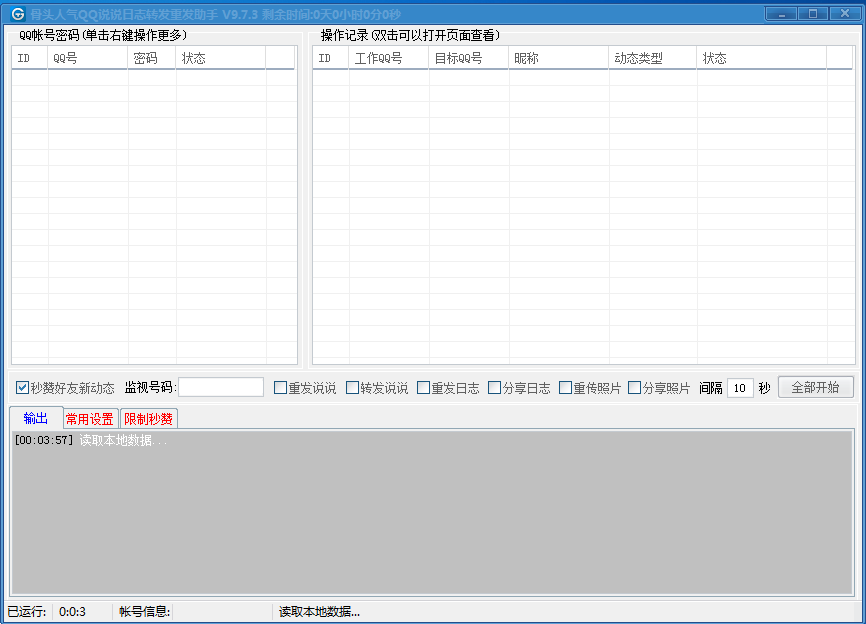 骨头人气QQ说说日志转发重发助手 V9.7.3 剩余时间:0天0小时0分0秒
QQ帐号密码(单击右键操作更多)
ID QQ号 密码 状态
操作记录(双击可以打开页面查看)
ID 工作QQ号 目标QQ号 昵称 动态类型 状态
秒赞好友新动态 监视号码: 重发说说 转发说说 重发日志 分享日志 重传照片 分享照片 间隔 10 秒 全部开始
输出 常用设置 限制秒赞
[00:03:57] 读取本地数据...
已运行: 0:0:3 帐号信息: 读取本地数据...